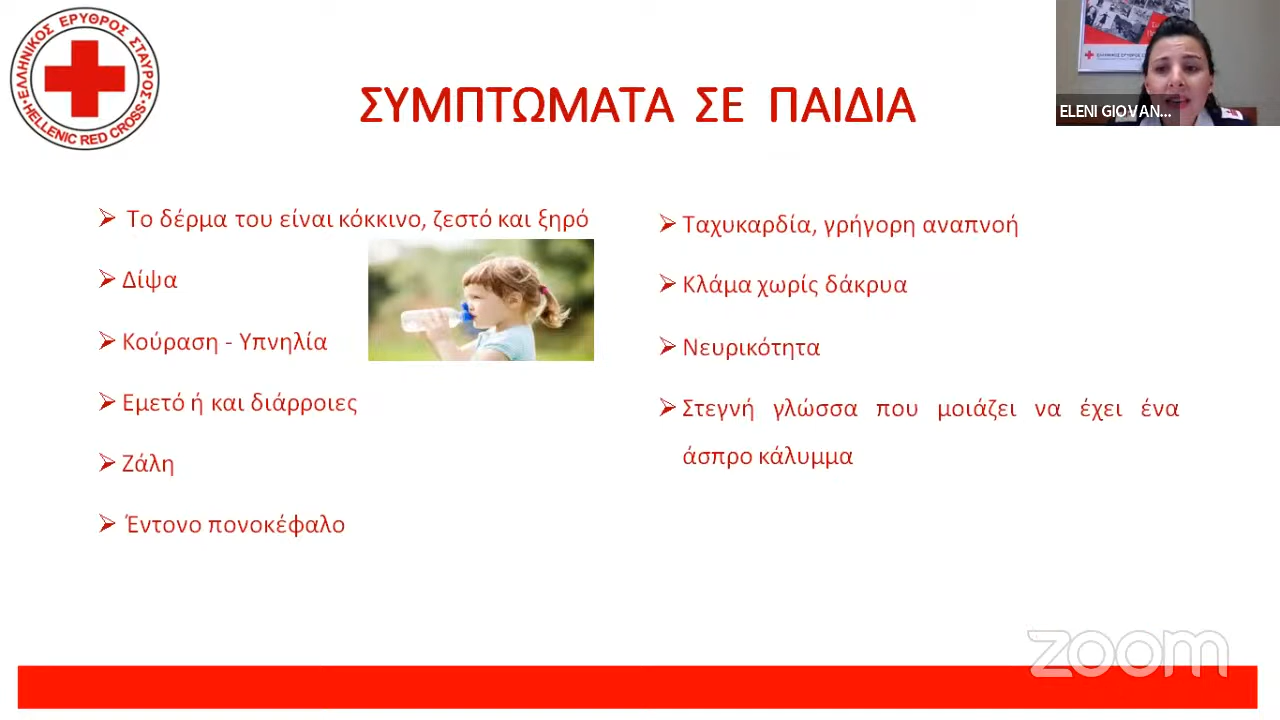 ΕΛΛΗΝΙΚΟΣ ΕΡΥΘΡΟΣ ΣΤΑΥΡΟΣ
HELLENIC RED CROSS
ΣΥΜΠΤΩΜΑΤΑ ΣΕ ΠΑΙΔΙΑ
ELENI GIOVAN...
Το δέρμα του είναι κόκκινο, ζεστό και ξηρό
Δίψα
Κούραση - Υπνηλία
Εμετό ή και διάρροιες
Ζάλη
Έντονο πονοκέφαλο
Ταχυκαρδία, γρήγορη αναπνοή
Κλάμα χωρίς δάκρυα
Νευρικότητα
Στεγνή γλώσσα που μοιάζει να έχει ένα
άσπρο κάλυμμα
zoom